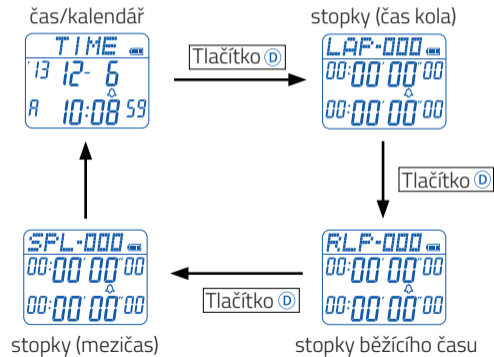 čas/kalendář
TIME
'13 12- 6
A 10:08 59
Tlačítko D
stopky (čas kola)
LAP-000
00:00'00"00
00:00'00"00
Tlačítko D
RLP-000
00:00'00"00
00:00'00"00
stopky běžícího času
Tlačítko D
SPL-000
00:00'00"00
00:00'00"00
stopky (mezičas)